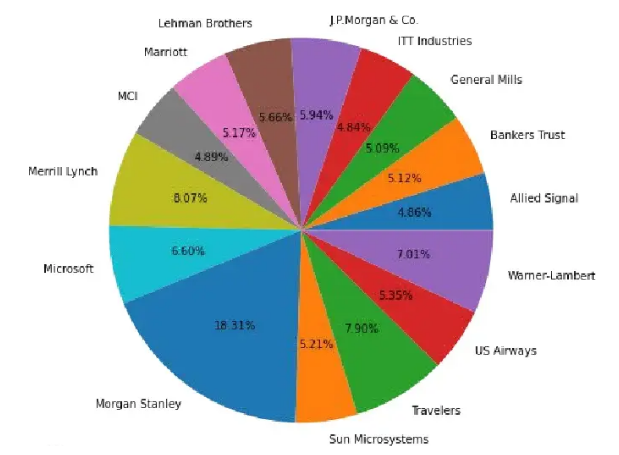 Lehman Brothers
J.P.Morgan & Co.
ITT Industries
Marriott
General Mills
MCI
Bankers Trust
Merrill Lynch
Allied Signal
Microsoft
Warner-Lambert
Morgan Stanley
US Airways
Travelers
Sun Microsystems
5.66%
5.94%
4.84%
5.17%
5.09%
4.89%
5.12%
8.07%
4.86%
6.60%
7.01%
5.35%
18.31%
7.90%
5.21%